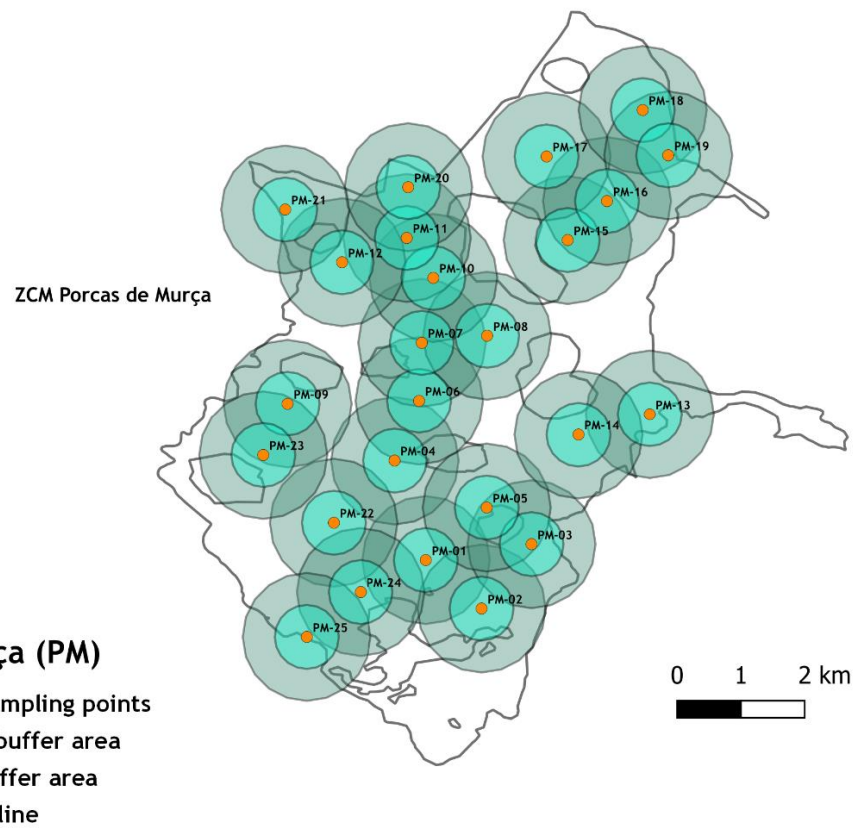 PM-18
PM-19
PM-17
PM-20
PM-16
PM-21
PM-11
PM-15
PM-12
PM-10
ZCM Porcas de Murça
PM-08
PM-07
PM-09
PM-06
PM-13
PM-14
PM-23
PM-04
PM-05
PM-22
PM-03
PM-01
PM-24
PM-02
PM-25
ça (PM)
0 1 2 km
mpling points
buffer area
ffer area
line